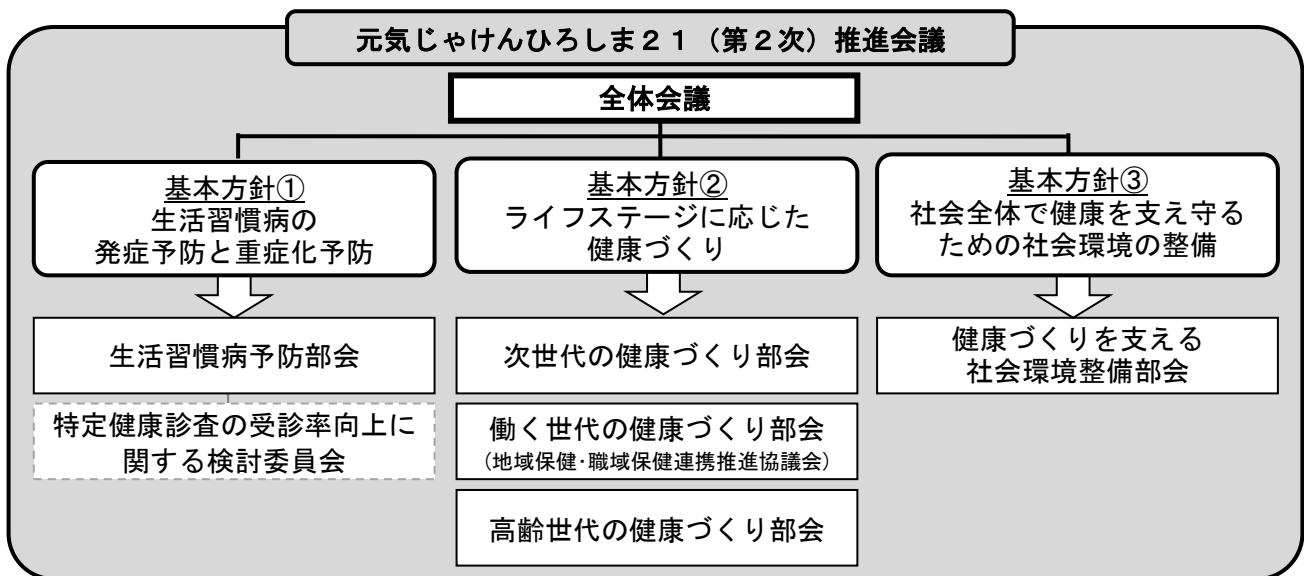 元気じゃけんひろしま２１（第２次）推進会議
全体会議
基本方針①
生活習慣病の
発症予防と重症化予防
基本方針②
ライフステージに応じた
健康づくり
基本方針③
社会全体で健康を支え守る
ための社会環境の整備
生活習慣病予防部会
特定健康診査の受診率向上に
関する検討委員会
次世代の健康づくり部会
働く世代の健康づくり部会
（地域保健･職域保健連携推進協議会）
高齢世代の健康づくり部会
健康づくりを支える
社会環境整備部会